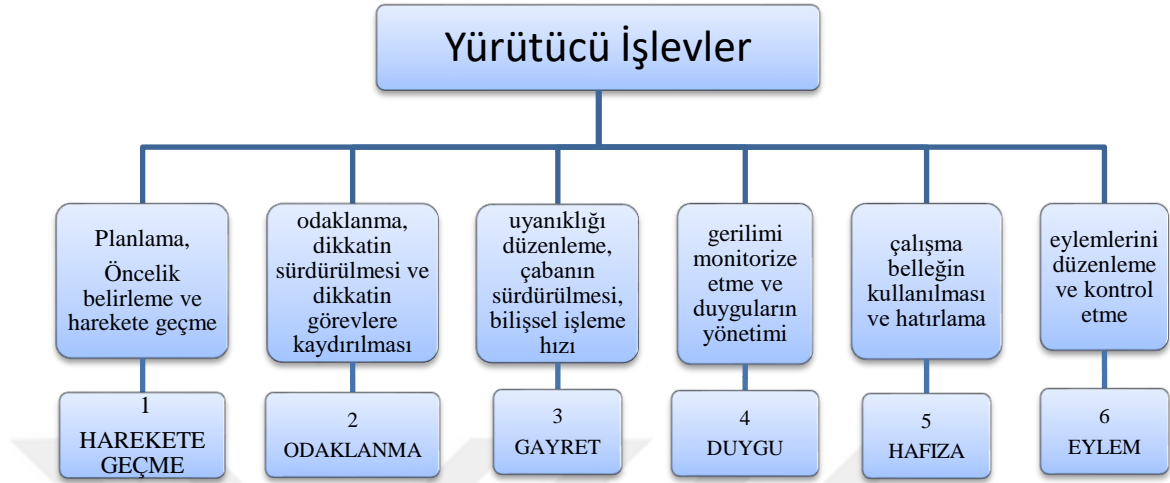 Yürütücü İşlevler
Planlama,
Öncelik
belirleme ve
harekete geçme
odaklanma,
dikkatin
sürdürülmesi ve
dikkatin
görevlere
kaydırılması
uyanıklığı
düzenleme,
çabanın
sürdürülmesi,
bilişsel işleme
hızı
gerilimi
monitorize
etme ve
duyguların
yönetimi
çalışma
belleğin
kullanılması
ve hatırlama
eylemlerini
düzenleme
ve kontrol
etme
1
HAREKETE
GEÇME
2
ODAKLANMA
3
GAYRET
4
DUYGU
5
HAFIZA
6
EYLEM